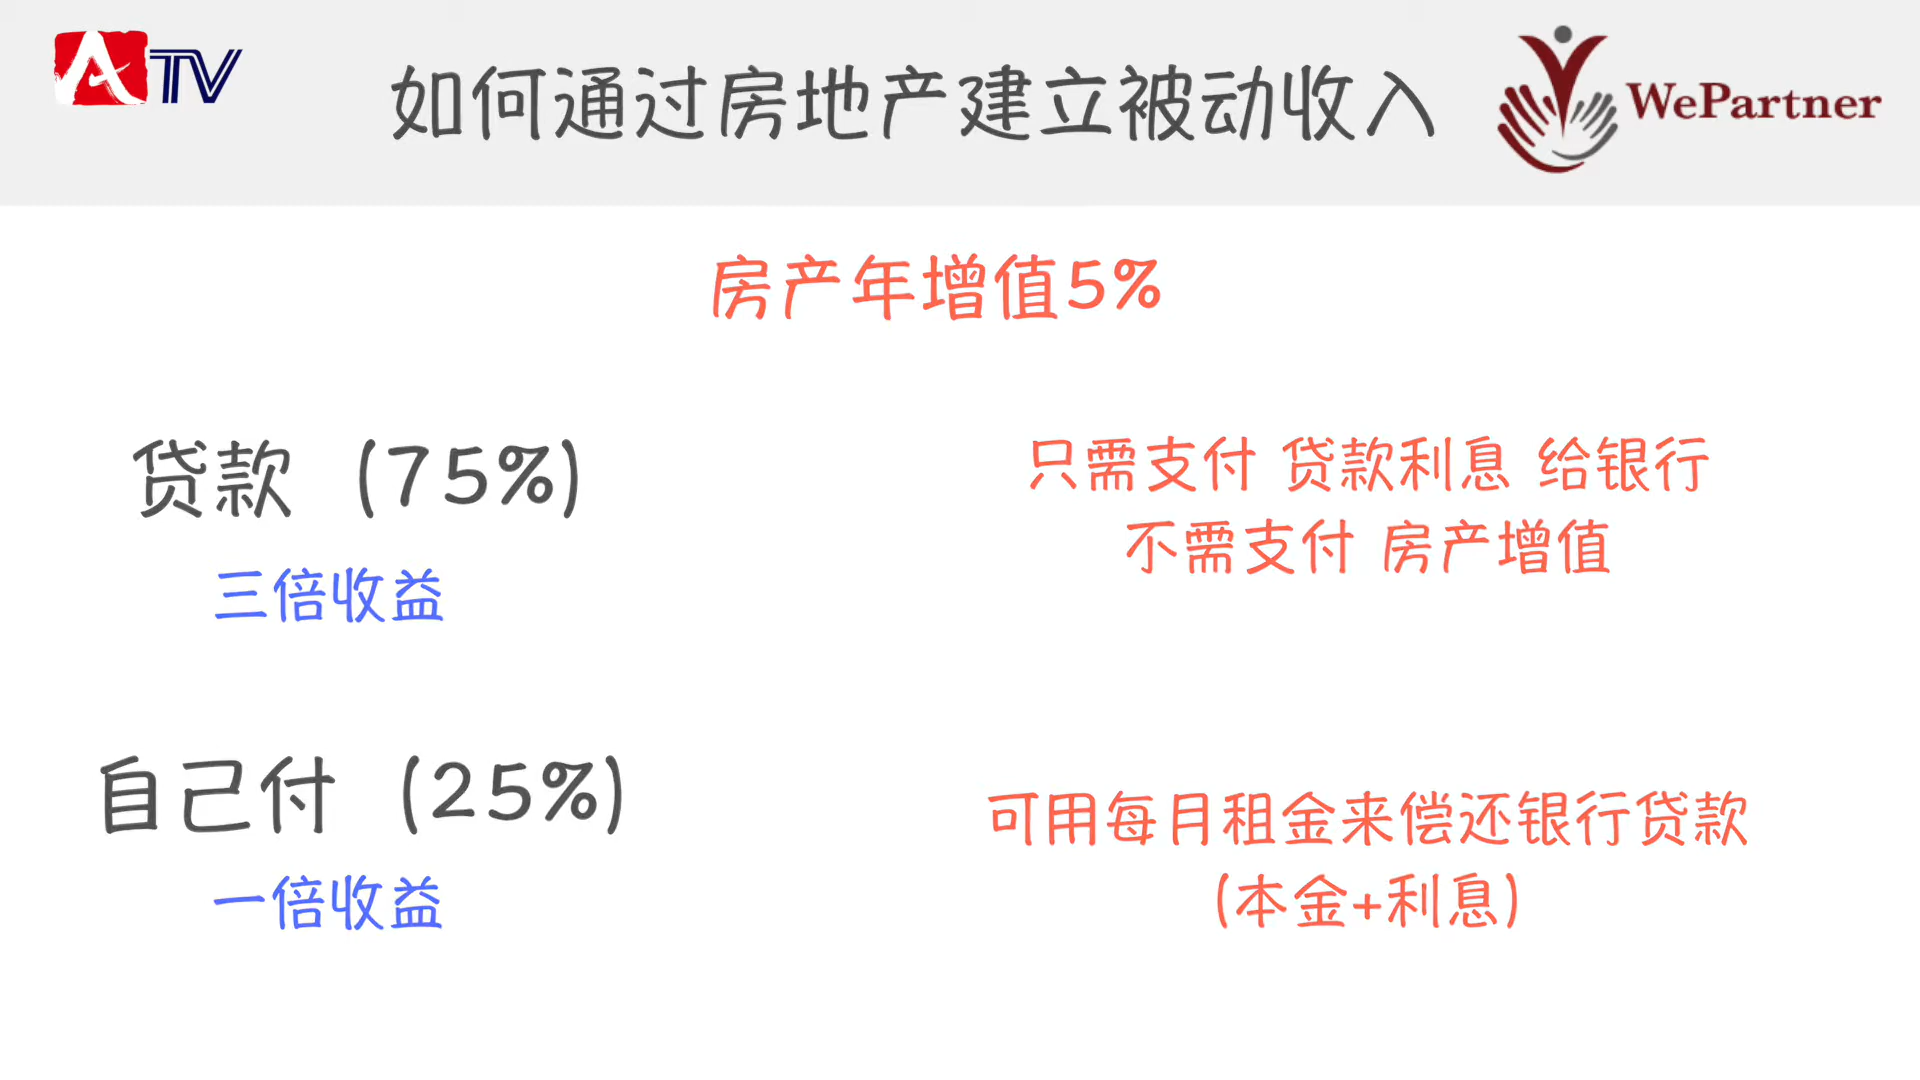 ATV
如何通过房地产建立被动收入
WePartner
房产年增值5%
贷款 (75%)
三倍收益
只需支付 贷款利息 给银行
不需支付 房产增值
自己付 (25%)
一倍收益
可用每月租金来偿还银行贷款
(本金+利息)